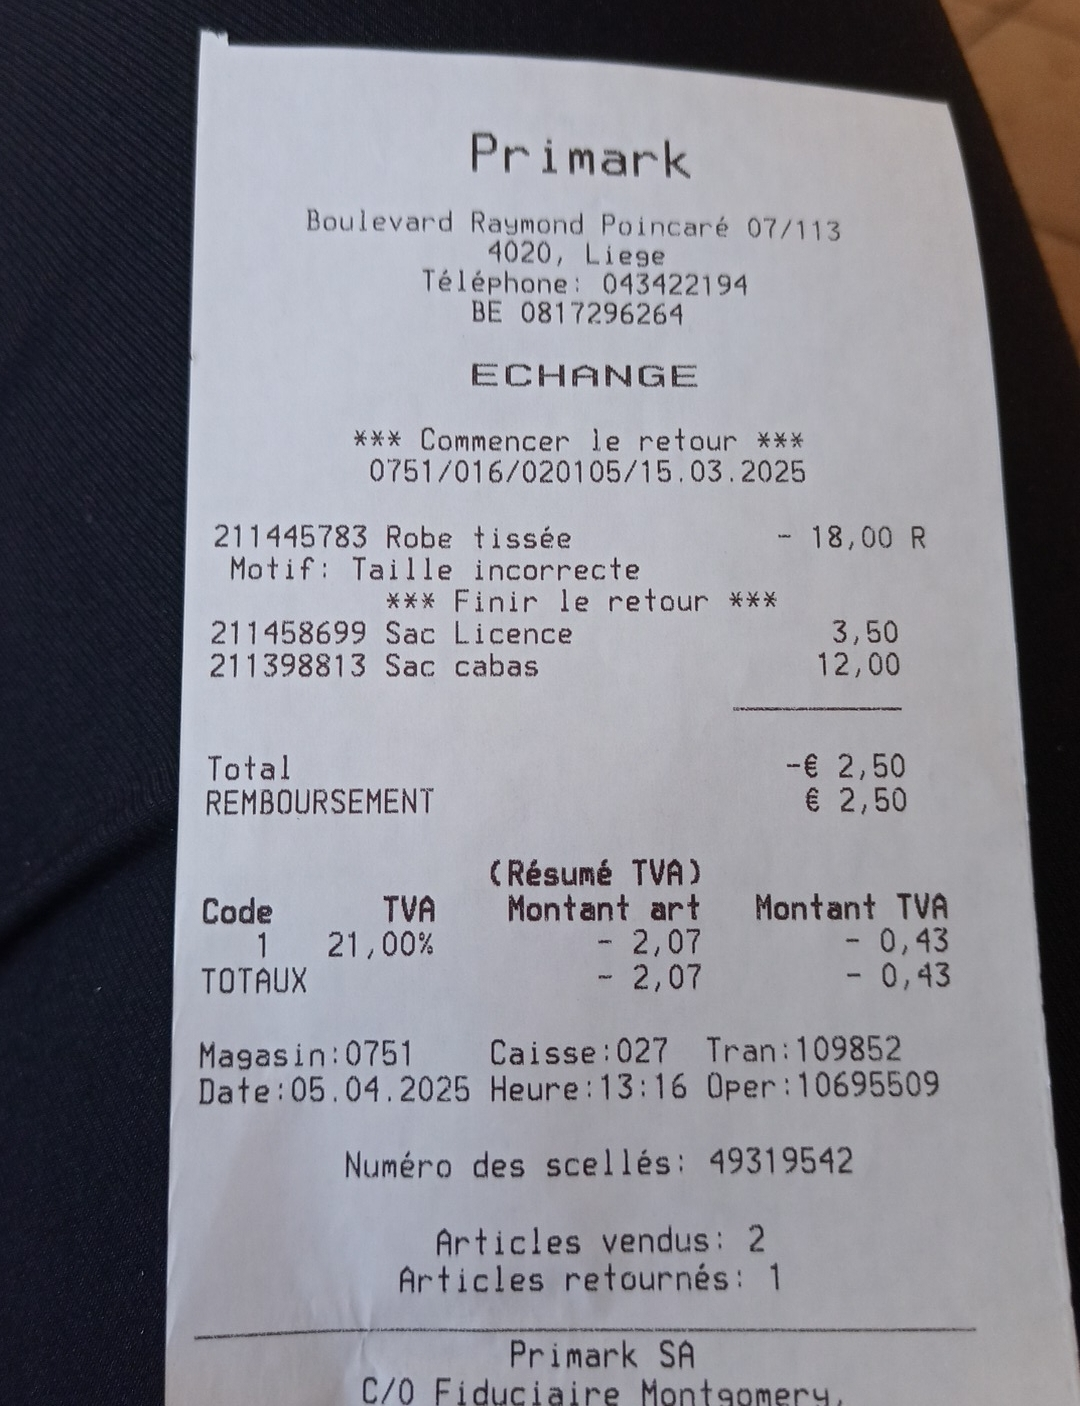 Primark
Boulevard Raymond Poincaré 07/113
4020, Liege
Téléphone: 043422194
BE 0817296264
ECHANGE
*** Commencer le retour ***
0751/016/020105/15.03.2025
211445783 Robe tissée - 18,00 R
Motif: Taille incorrecte
*** Finir le retour ***
211458699 Sac Licence 3,50
211398813 Sac cabas 12,00
Total -€ 2,50
REMBOURSEMENT € 2,50
(Résumé TVA)
Code TVA Montant art Montant TVA
1 21,00% - 2,07 - 0,43
TOTAUX - 2,07 - 0,43
Magasin:0751 Caisse:027 Tran:109852
Date:05.04.2025 Heure:13:16 Oper:10695509
Numéro des scellés: 49319542
Articles vendus: 2
Articles retournés: 1
Primark SA
C/O Fiduciaire Montgomery,